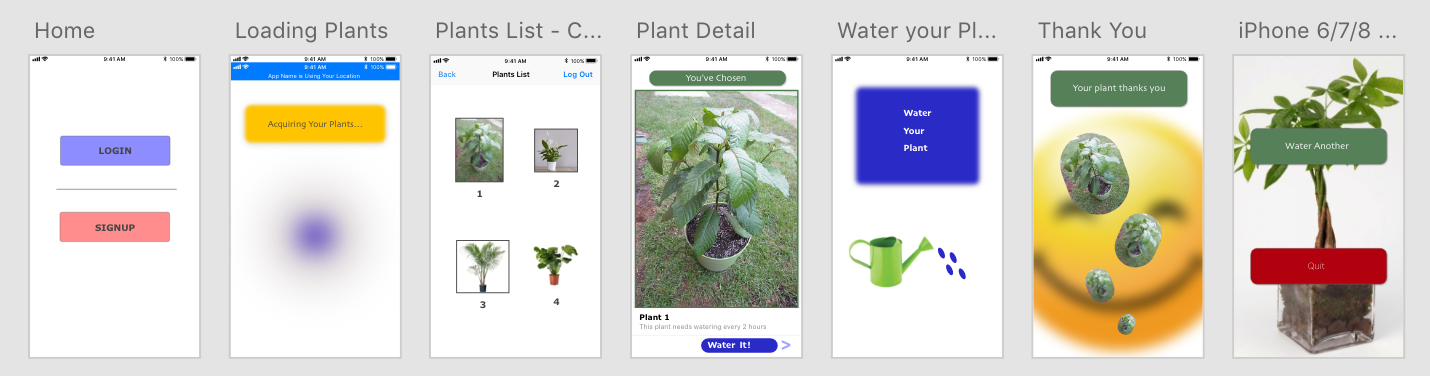 Home
Loading Plants
Plants List - C...
Plant Detail
Water your Pl...
Thank You
iPhone 6/7/8 ...
9:41 AM 100%
LOGIN
SIGNUP
9:41 AM 100%
9:41 AM 100%
App Name is Using Your Location
Acquiring Your Plants...
9:41 AM 100%
Back Plants List Log Out
1
2
3
4
9:41 AM 100%
You've Chosen
Plant 1
This plant needs watering every 2 hours
Water It! >
9:41 AM 100%
Water
Your
Plant
9:41 AM 100%
Your plant thanks you
9:41 AM 100%
Water Another
Quit